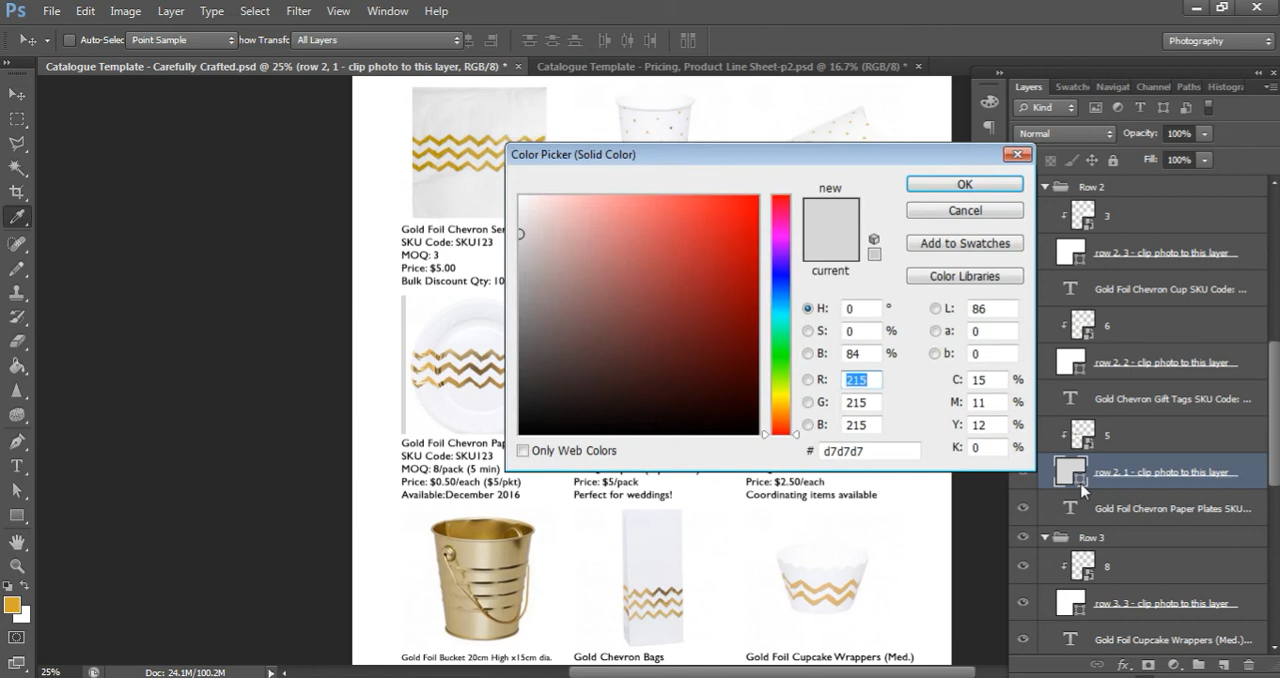 Ps File Edit Image Layer Type Select Filter View Window Help
Auto-Selec Point Sample how Transfc All Layers Photography
Catalogue Template - Carefully Crafted.psd @ 25% (row 2, 1 - clip photo to this layer, RGB/8) * × Catalogue Template - Pricing, Product Line Sheet-p2.psd @ 16.7% (RGB/8) * ×
Layers Swatch Navigat Channel Paths Histogra
Kind
Normal Opacity: 100%
Fill: 100%
Row 2
3
row 2, 3 - clip photo to this layer
Gold Foil Chevron Cup SKU Code: ...
6
row 2, 2 - clip photo to this layer
Gold Chevron Gift Tags SKU Code: ...
5
row 2, 1 - clip photo to this layer
Gold Foil Chevron Paper Plates SKU...
Row 3
8
row 3, 3 - clip photo to this layer
Gold Foil Cupcake Wrappers (Med.)...
Color Picker (Solid Color)
new
current
OK
Cancel
Add to Swatches
Color Libraries
H: 0 ° L: 86
S: 0 % a: 0
B: 84 % b: 0
R: 215 C: 15 %
G: 215 M: 11 %
B: 215 Y: 12 %
# d7d7d7 K: 0 %
Only Web Colors
Gold Foil Chevron Ser
SKU Code: SKU123
MOQ: 3
Price: $5.00
Bulk Discount Qty: 10
Gold Foil Chevron Pap
SKU Code: SKU123
MOQ: 8/pack (5 min)
Price: $0.50/each ($5/pkt)
Available:December 2016
Price: $5/pack
Perfect for weddings!
Price: $2.50/each
Coordinating items available
Gold Foil Bucket 20cm High x15cm dia.
Gold Chevron Bags
Gold Foil Cupcake Wrappers (Med.)
25% Doc: 24.1M/100.2M